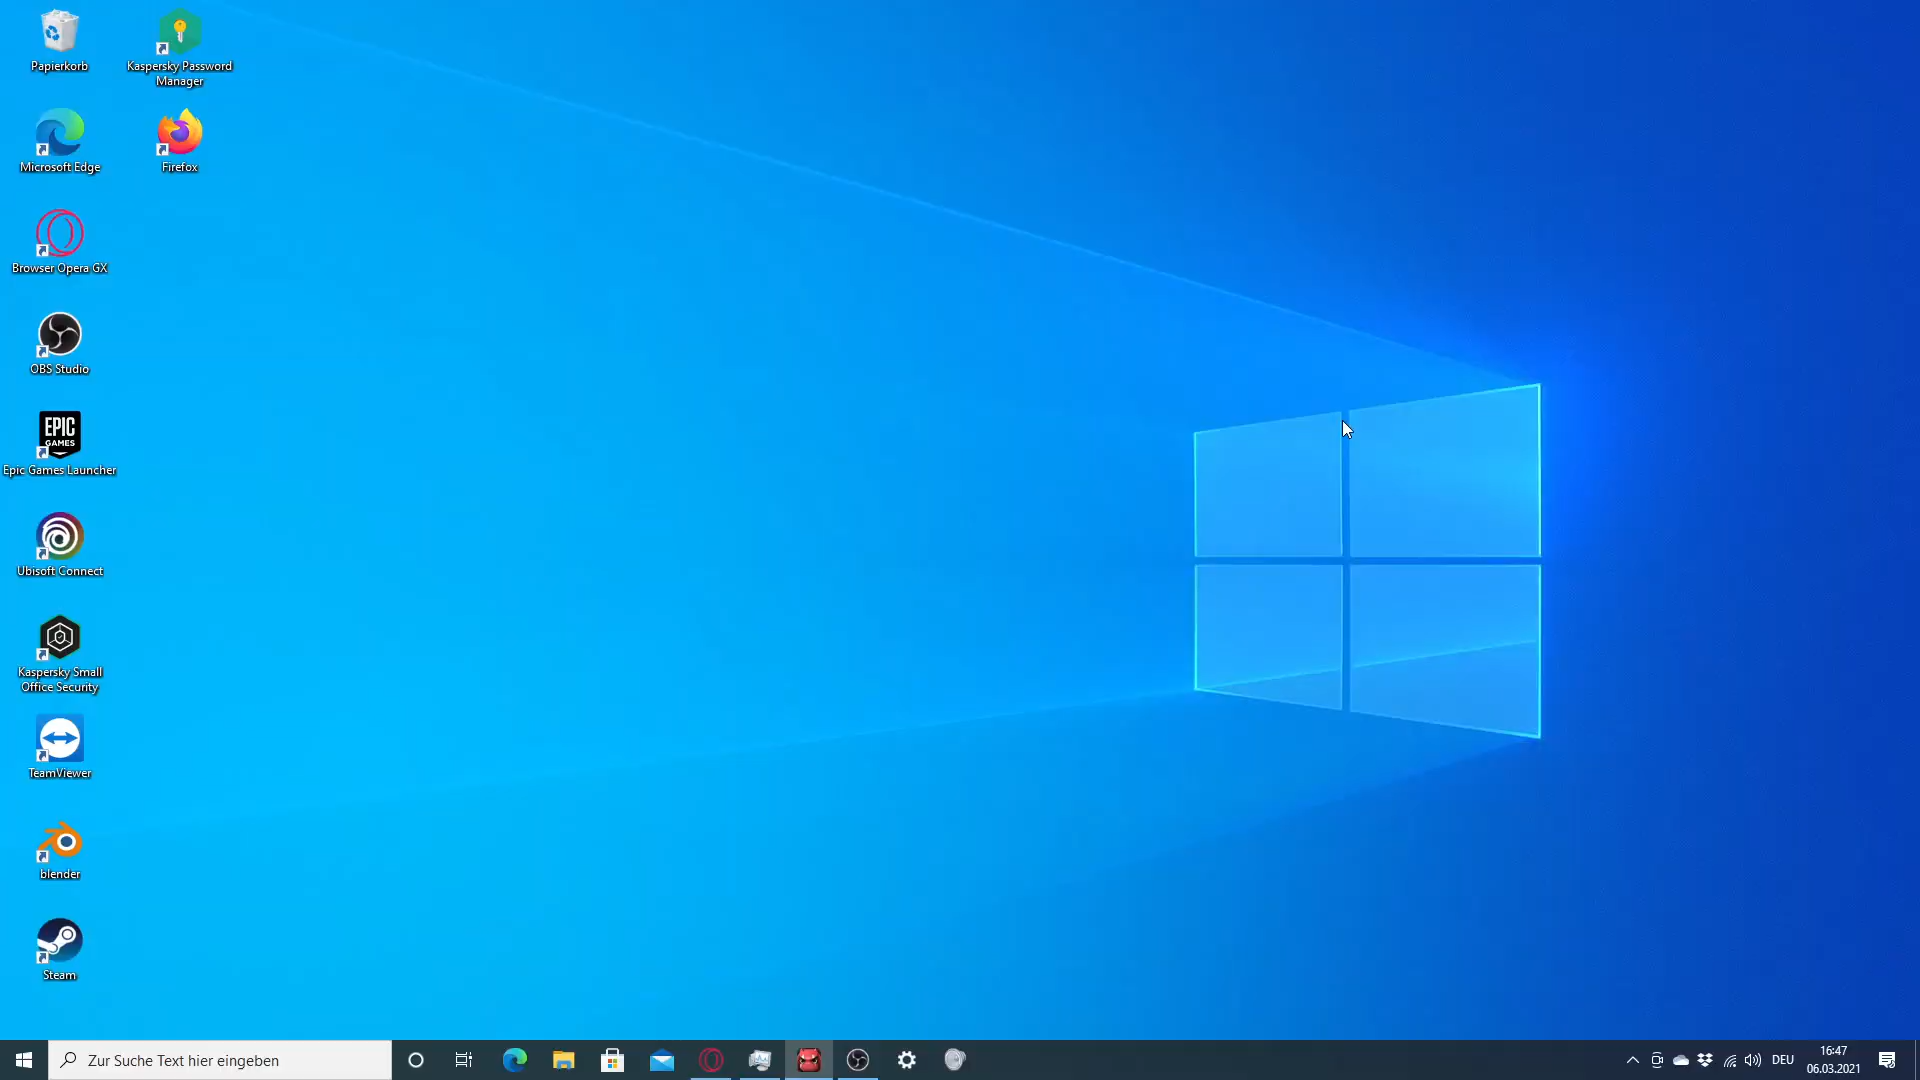 Papierkorb
Kaspersky Password
Manager
Microsoft Edge
Firefox
Browser Opera GX
OBS Studio
EPIC
GAMES
Epic Games Launcher
Ubisoft Connect
Kaspersky Small
Office Security
TeamViewer
blender
Steam
Zur Suche Text hier eingeben
DEU
16:47
06.03.2021